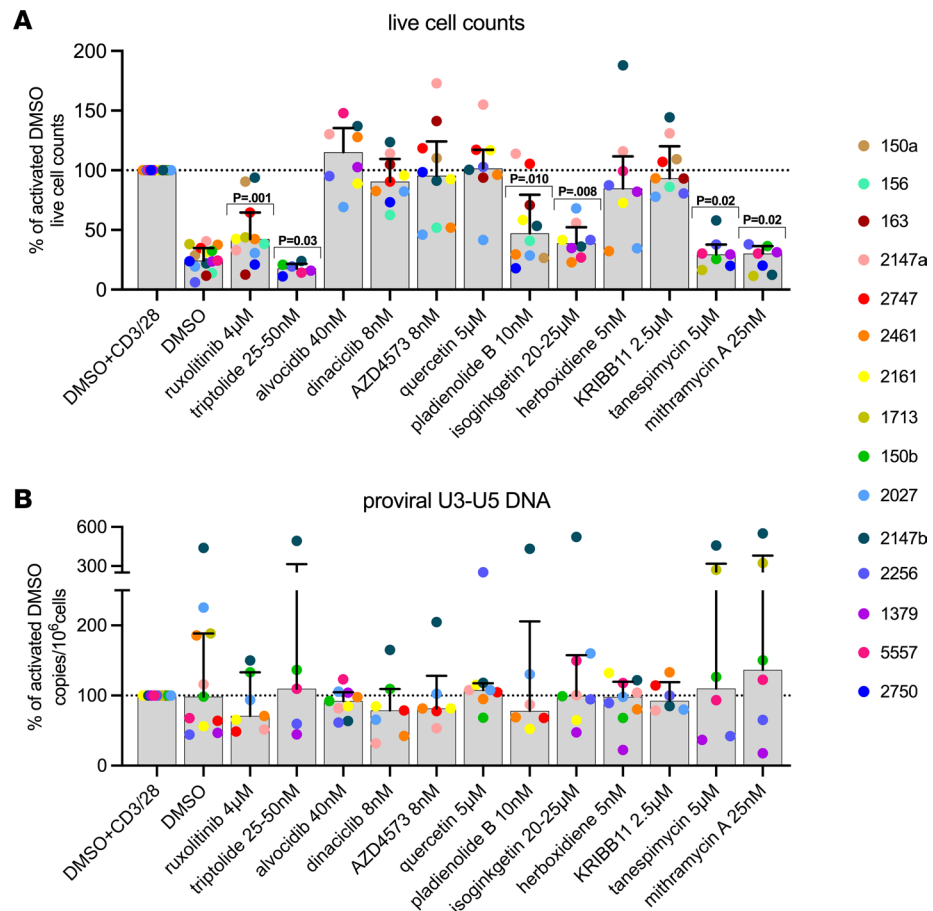 A
live cell counts
% of activated DMSO
live cell counts
200
150
100
50
0
P=.001
P=0.03
P=.010
P=.008
P=0.02
P=0.02
DMSO+CD3/28
DMSO
ruxolitinib 4µM
triptolide 25-50nM
alvocidib 40nM
dinaciclib 8nM
AZD4573 8nM
quercetin 5µM
pladienolide B 10nM
isoginkgetin 20-25µM
herboxidiene 5nM
KRIBB11 2.5µM
tanespimycin 5µM
mithramycin A 25nM
150a
156
163
2147a
2747
2461
2161
1713
150b
2027
2147b
2256
1379
5557
2750
B
proviral U3-U5 DNA
% of activated DMSO
copies/10⁶cells
600
300
200
100
0
DMSO+CD3/28
DMSO
ruxolitinib 4µM
triptolide 25-50nM
alvocidib 40nM
dinaciclib 8nM
AZD4573 8nM
quercetin 5µM
pladienolide B 10nM
isoginkgetin 20-25µM
herboxidiene 5nM
KRIBB11 2.5µM
tanespimycin 5µM
mithramycin A 25nM